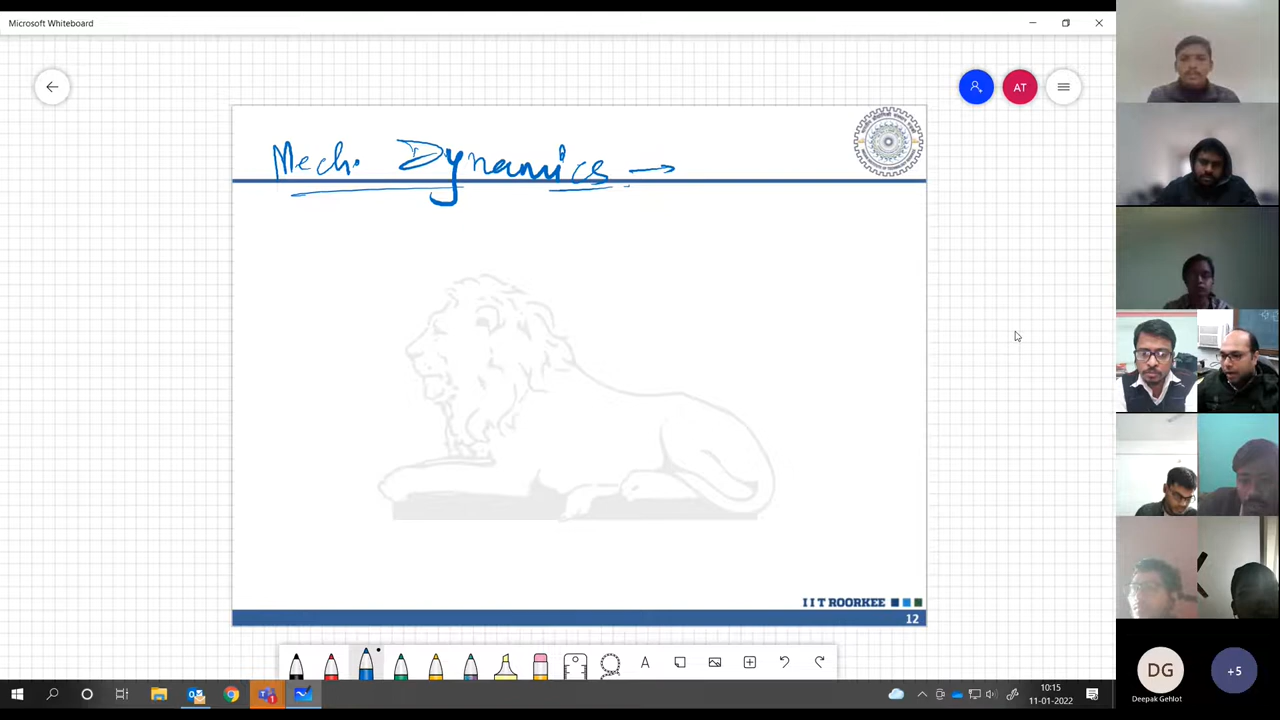 Microsoft Whiteboard
AT
Mech. Dynamics →
IIT ROORKEE
12
A
DG
+5
Deepak Gehlot
10:15
11-01-2022